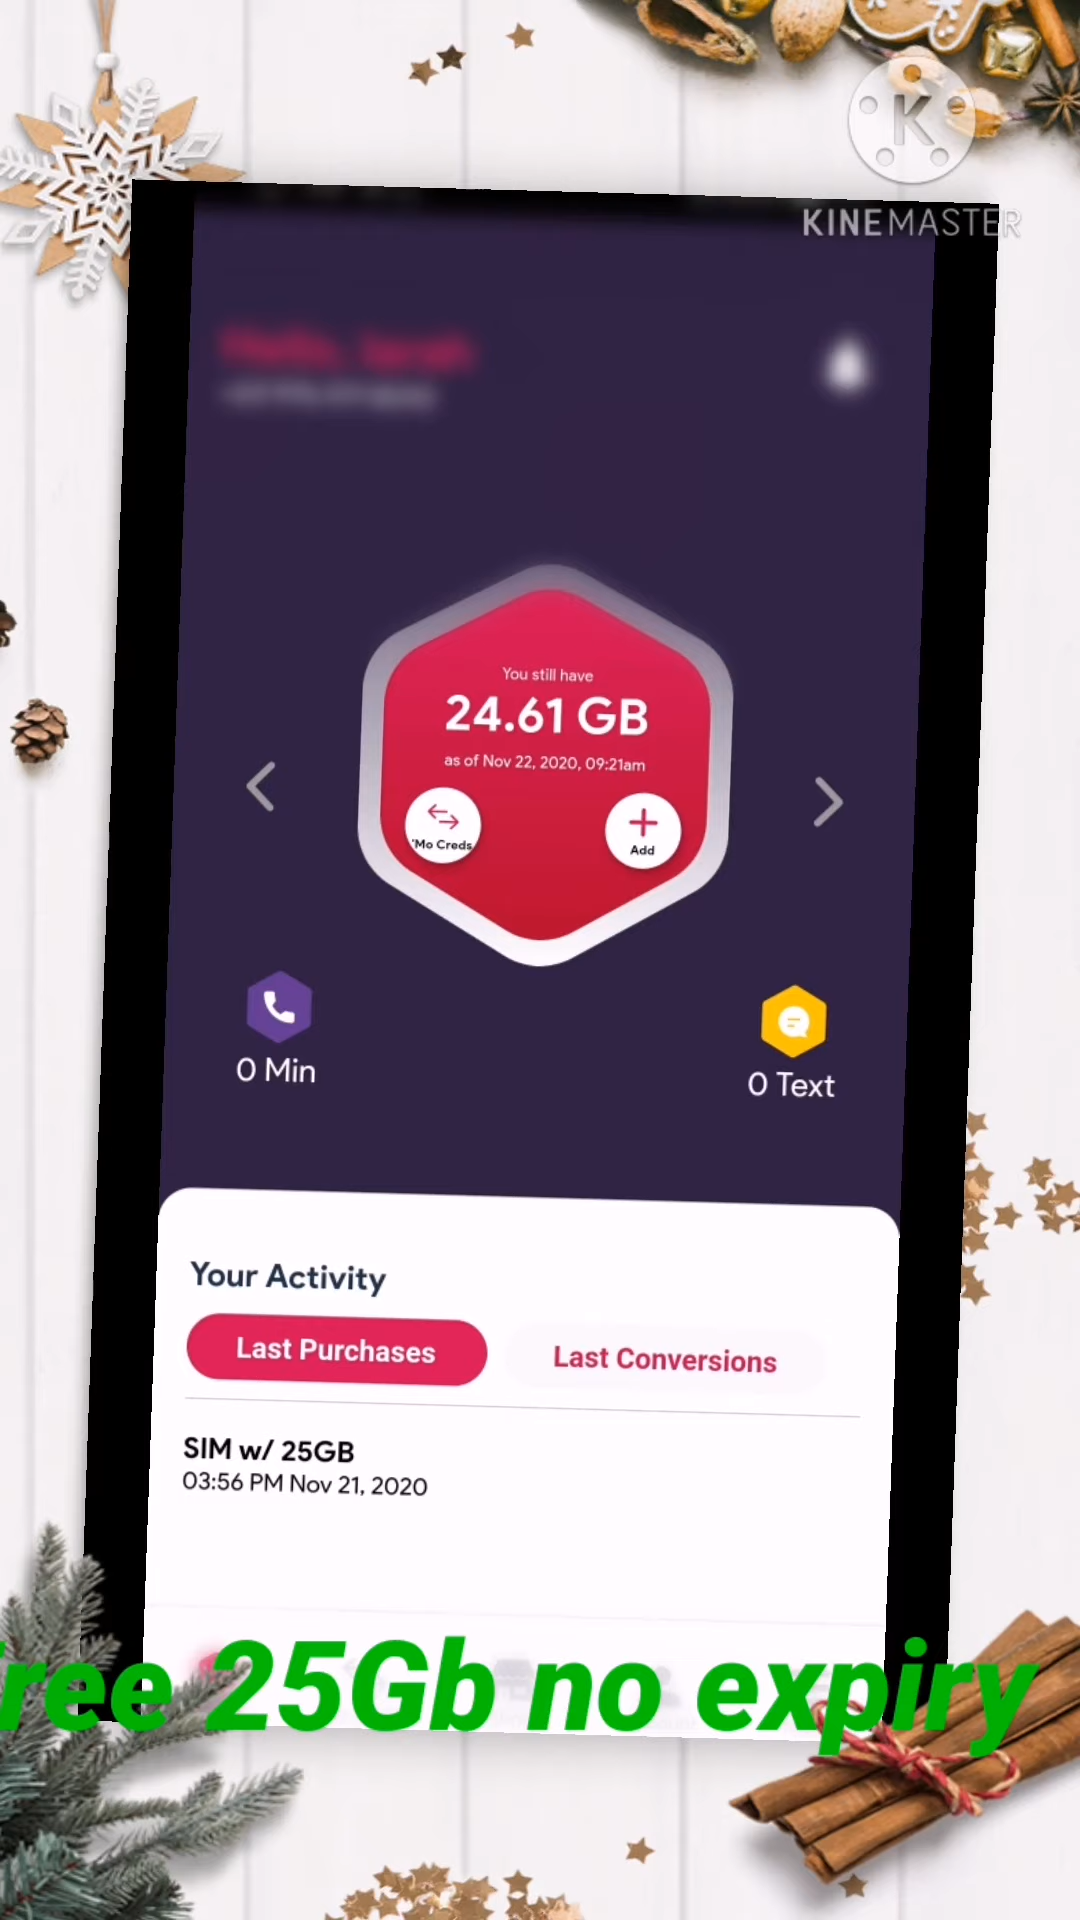 K
KINEMASTER
You still have
24.61 GB
as of Nov 22, 2020, 09:21am
'Mo Creds
Add
0 Min
0 Text
Your Activity
Last Purchases
Last Conversions
SIM w/ 25GB
03:56 PM Nov 21, 2020
25Gb no expiry